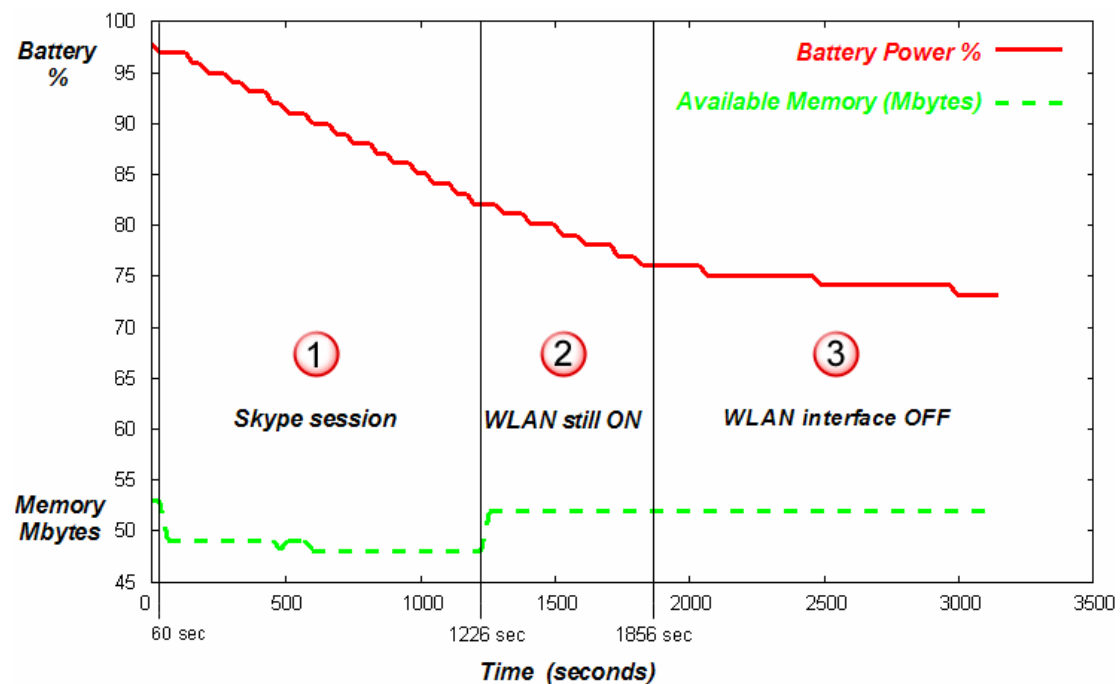 100
95
90
85
80
75
70
65
60
55
50
45
Battery
%
Memory
Mbytes
Battery Power %
Available Memory (Mbytes)
1
2
3
Skype session
WLAN still ON
WLAN interface OFF
0 500 1000 1500 2000 2500 3000 3500
60 sec 1226 sec 1856 sec
Time (seconds)